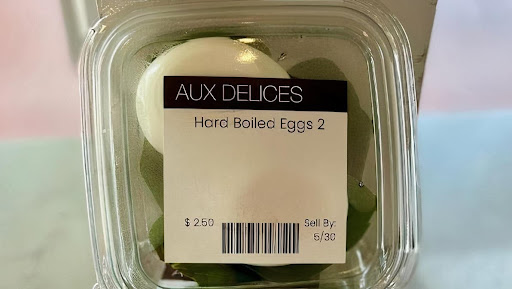 AUX DELICES
Hard Boiled Eggs 2
$ 2.50 Sell By:
5/30